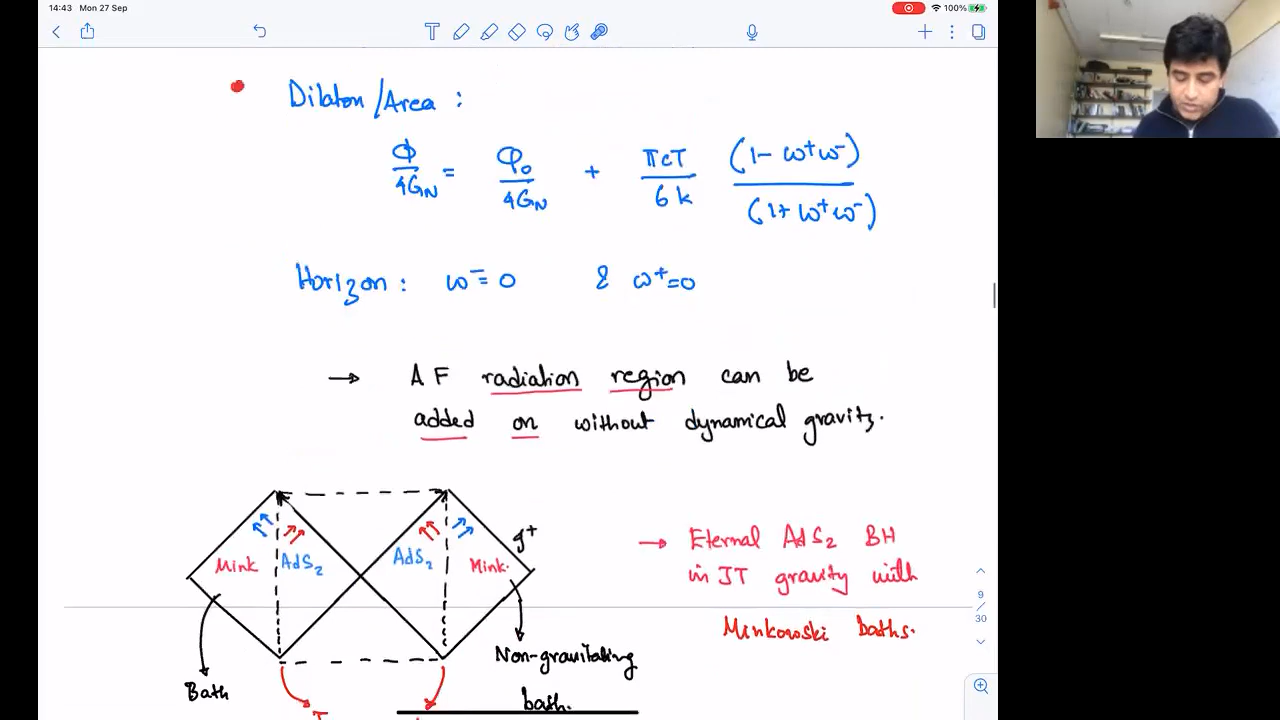 14:43 Mon 27 Sep
100%
Dilaton/Area :
Φ/4G_N = φ₀/4G_N + πcT/6k (1 - ω⁺ω⁻)/(1 + ω⁺ω⁻)
Horizon : ω⁻ = 0 & ω⁺ = 0
→ AF radiation region can be
added on without dynamical gravity.
Mink AdS₂ AdS₂ Mink. 𝓘⁺
→ Eternal AdS₂ BH
in JT gravity with
Minkowski baths.
9
/
30
Non-gravitating
bath.
Bath